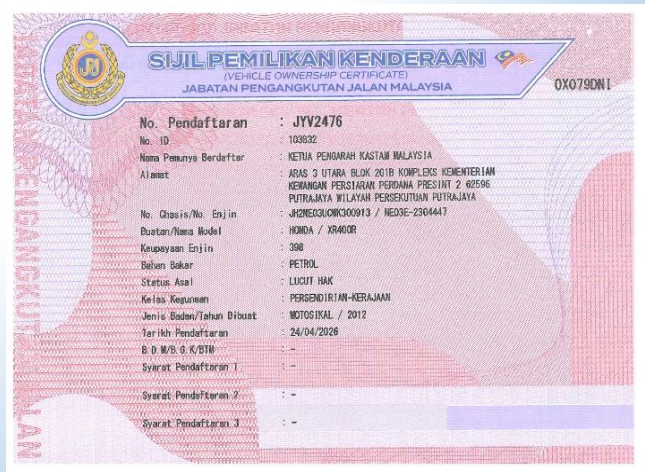 SIJIL PEMILIKAN KENDERAAN
(VEHICLE OWNERSHIP CERTIFICATE)
JABATAN PENGANGKUTAN JALAN MALAYSIA
OX079DNI
No. Pendaftaran : JYV2476
No. ID : 103832
Nama Pemunya Berdaftar : KETUA PENGARAH KASTAM MALAYSIA
Alamat : ARAS 3 UTARA BLOK 2G1B KOMPLEKS KEMENTERIAN
KEWANGAN PERSIARAN PERDANA PRESINT 2 62596
PUTRAJAYA WILAYAH PERSEKUTUAN PUTRAJAYA
No. Chasis/No. Enjin : JH2NE03UOWK300913 / NE03E-2304447
Buatan/Nama Model : HONDA / XR400R
Keupayaan Enjin : 398
Bahan Bakar : PETROL
Status Asal : LUCUT HAK
Kelas Kegunaan : PERSENDIRIAN-KERAJAAN
Jenis Badan/Tahun Dibuat : MOTOSIKAL / 2012
Tarikh Pendaftaran : 24/04/2026
B.D.M/B.G.K/BTM : -
Syarat Pendaftaran 1 : -
Syarat Pendaftaran 2 : -
Syarat Pendaftaran 3 : -